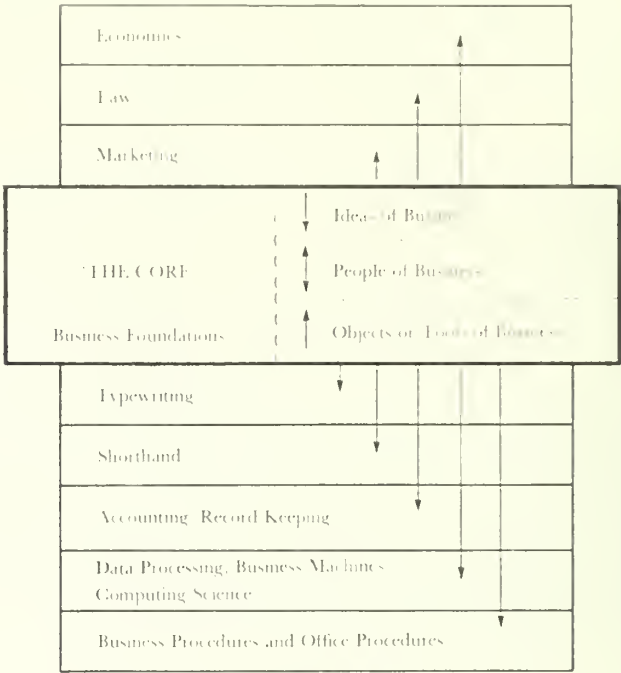 Economics
Law
Marketing
Ideas of Business
THE CORE
People of Business
Business Foundations
Objects or Tools of Business
Typewriting
Shorthand
Accounting Record Keeping
Data Processing, Business Machines
Computing Science
Business Procedures and Office Procedures